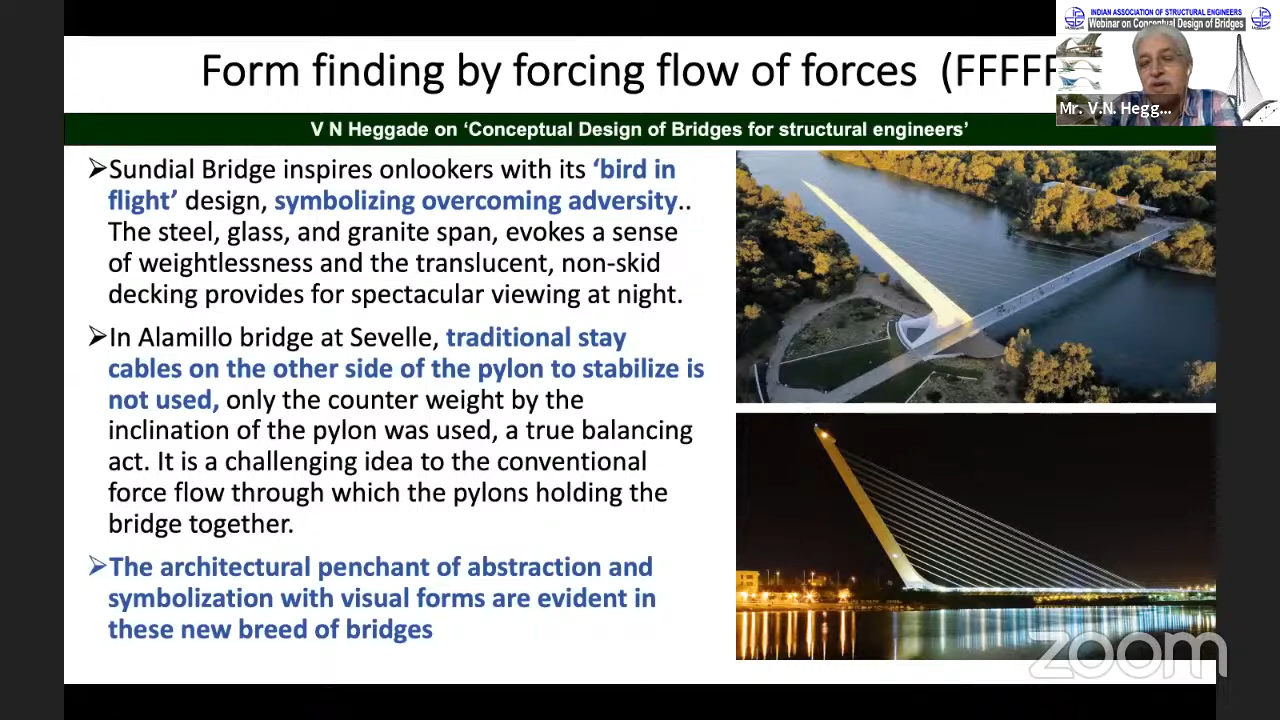 INDIAN ASSOCIATION OF STRUCTURAL ENGINEERS
Webinar on Conceptual Design of Bridges
Form finding by forcing flow of forces (FFFFF
Mr. V.N. Hegg...
V N Heggade on ‘Conceptual Design of Bridges for structural engineers’
➢Sundial Bridge inspires onlookers with its ‘bird in
flight’ design, symbolizing overcoming adversity..
The steel, glass, and granite span, evokes a sense
of weightlessness and the translucent, non-skid
decking provides for spectacular viewing at night.
➢In Alamillo bridge at Sevelle, traditional stay
cables on the other side of the pylon to stabilize is
not used, only the counter weight by the
inclination of the pylon was used, a true balancing
act. It is a challenging idea to the conventional
force flow through which the pylons holding the
bridge together.
➢The architectural penchant of abstraction and
symbolization with visual forms are evident in
these new breed of bridges
zoom